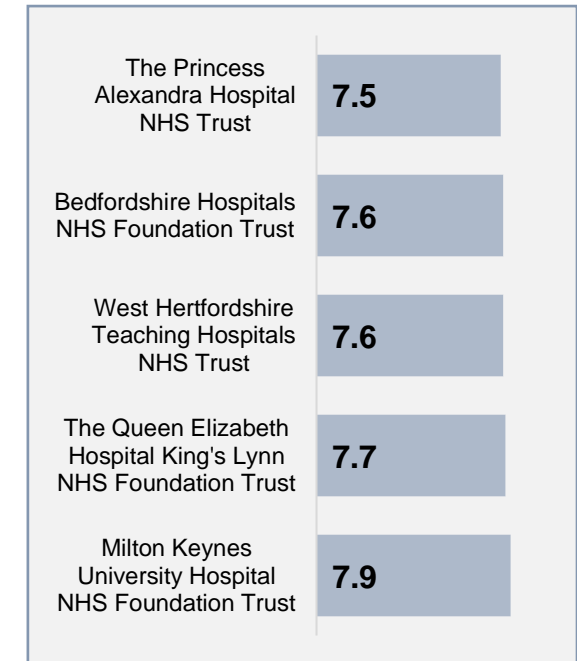 The Princess
Alexandra Hospital
NHS Trust
7.5
Bedfordshire Hospitals
NHS Foundation Trust
7.6
West Hertfordshire
Teaching Hospitals
NHS Trust
7.6
The Queen Elizabeth
Hospital King's Lynn
NHS Foundation Trust
7.7
Milton Keynes
University Hospital
NHS Foundation Trust
7.9